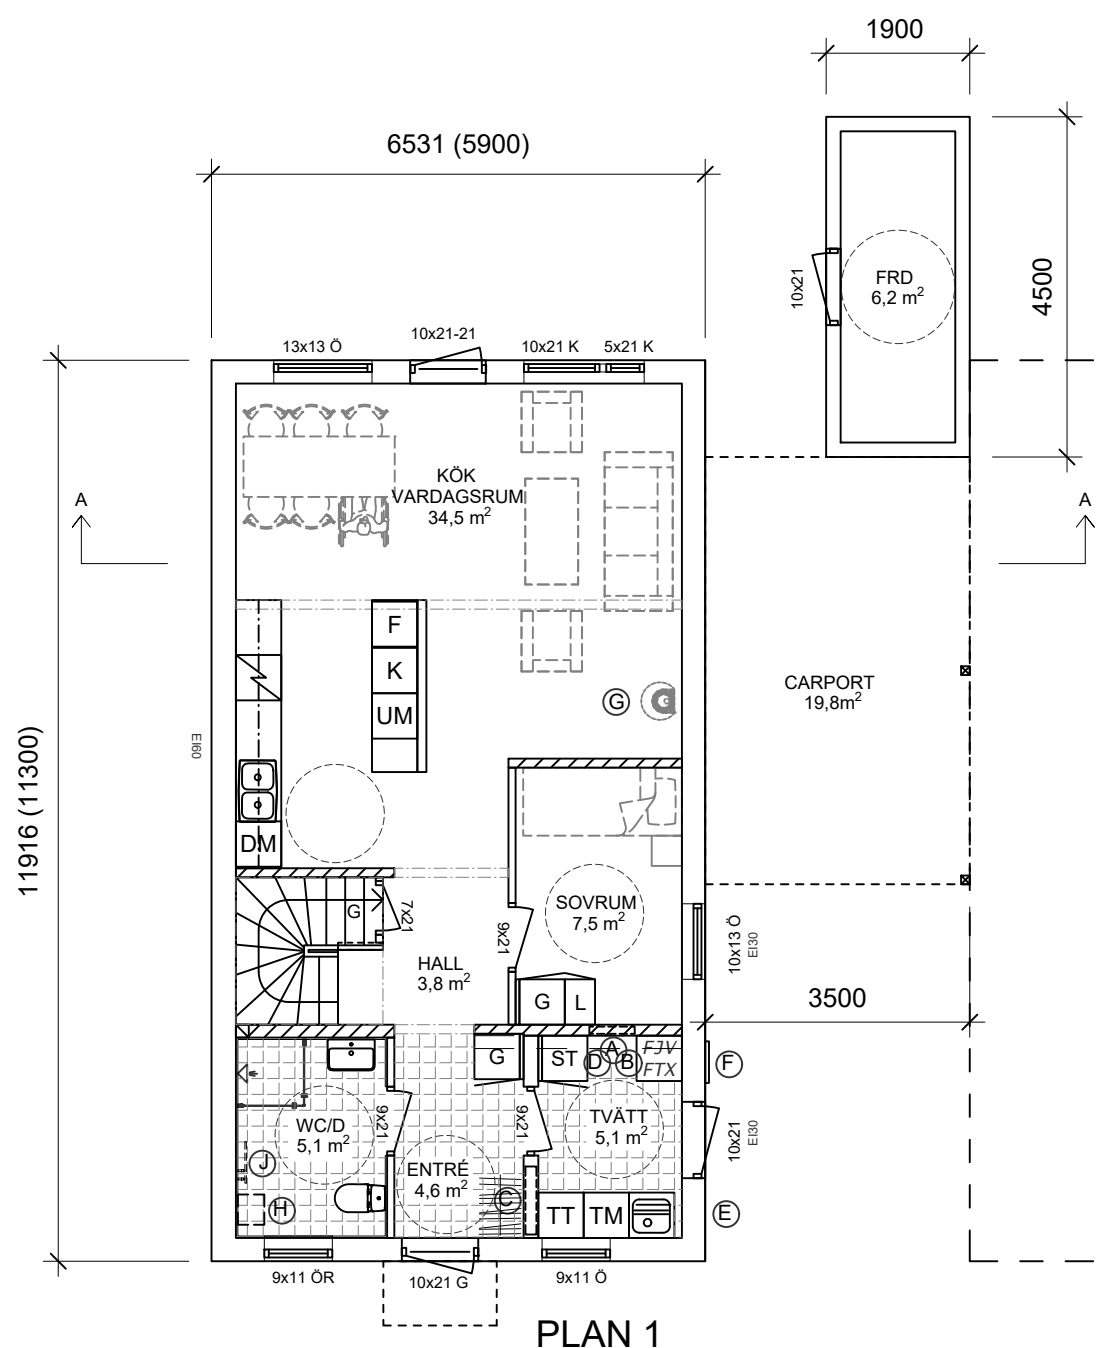 1900
6531 (5900)
4500
10x21
FRD
6,2 m²
13x13 Ö
10x21-21
10x21 K
5x21 K
KÖK
VARDAGSRUM
34,5 m²
A
A
F
K
UM
G
CARPORT
19,8m²
EI60
11916 (11300)
DM
G
7x21
9x21
SOVRUM
7,5 m²
10x13 Ö
EI30
HALL
3,8 m²
G
L
3500
G
ST
D
A
B
FJV
FTX
F
WC/D
5,1 m²
9x21
9x21
TVÄTT
5,1 m²
10x21
EI30
J
ENTRÉ
4,6 m²
H
C
TT
TM
E
9x11 ÖR
10x21 G
9x11 Ö
PLAN 1